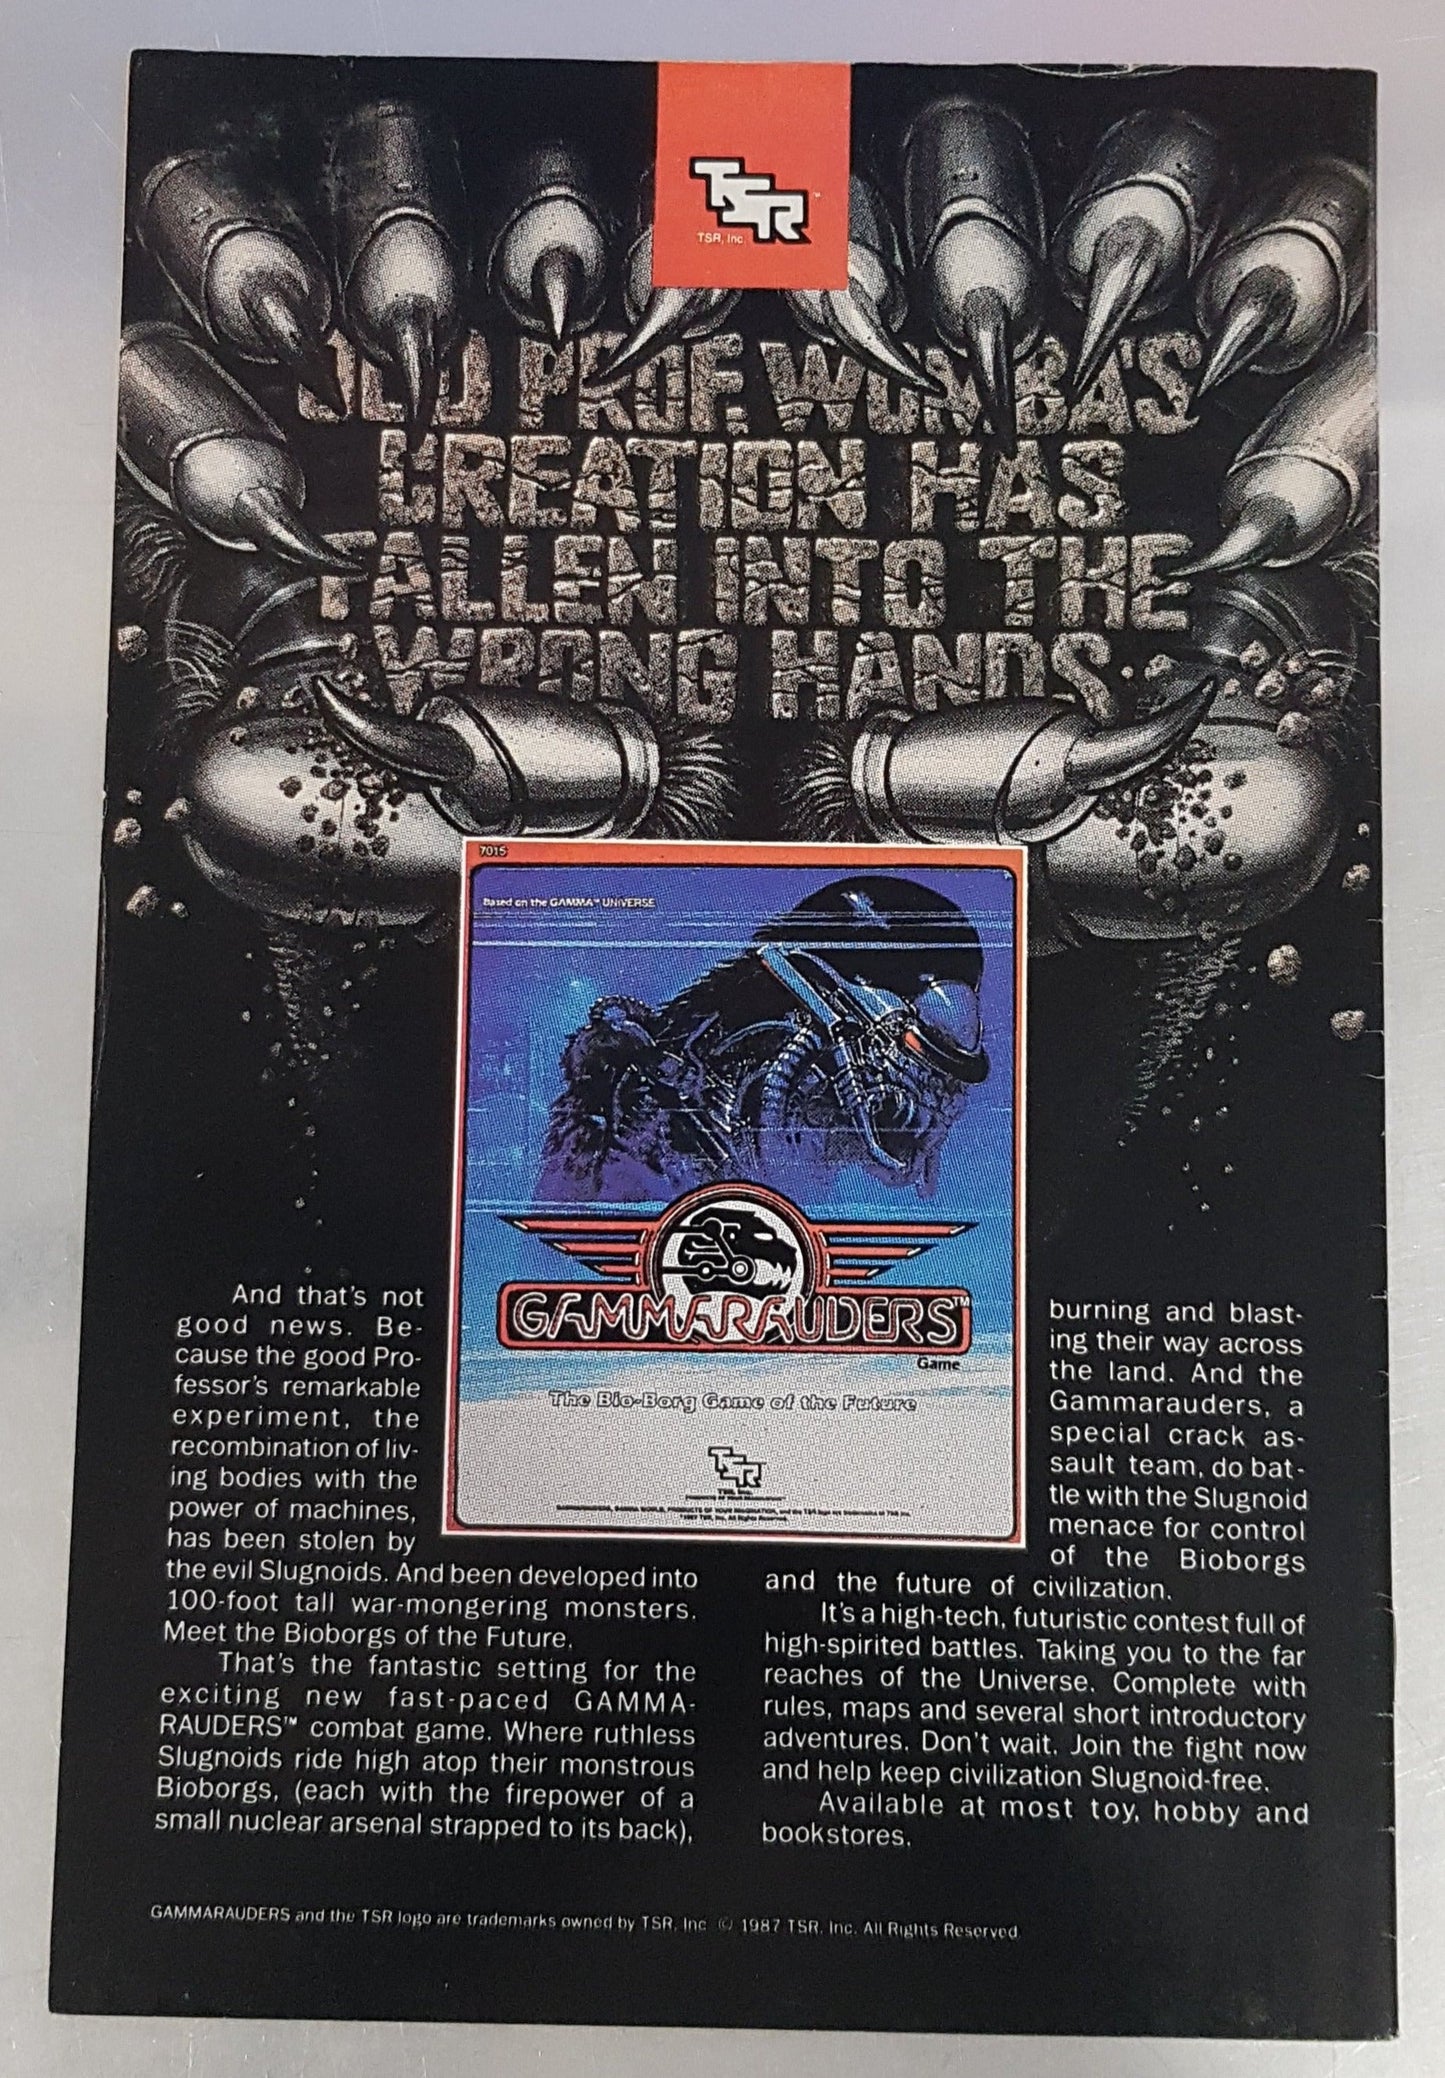 TSR
TSR, Inc.
™
OLD PROF. WOMBA'S
CREATION HAS
FALLEN INTO THE
WRONG HANDS.
7015
Based on the GAMMA™ UNIVERSE
GAMMARAUDERS™
Game
The Bio-Borg Game of the Future
TSR
TSR, Inc.
And that's not
good news. Be-
cause the good Pro-
fessor's remarkable
experiment, the
recombination of liv-
ing bodies with the
power of machines,
has been stolen by
the evil Slugnoids. And been developed into
100-foot tall war-mongering monsters.
Meet the Bioborgs of the Future.
That's the fantastic setting for the
exciting new fast-paced GAMMA-
RAUDERS™ combat game. Where ruthless
Slugnoids ride high atop their monstrous
Bioborgs, (each with the firepower of a
small nuclear arsenal strapped to its back),
burning and blast-
ing their way across
the land. And the
Gammarauders, a
special crack as-
sault team, do bat-
tle with the Slugnoid
menace for control
of the Bioborgs
and the future of civilization.
It's a high-tech, futuristic contest full of
high-spirited battles. Taking you to the far
reaches of the Universe. Complete with
rules, maps and several short introductory
adventures. Don't wait. Join the fight now
and help keep civilization Slugnoid-free.
Available at most toy, hobby and
bookstores.
GAMMARAUDERS and the TSR logo are trademarks owned by TSR, Inc © 1987 TSR, Inc. All Rights Reserved.